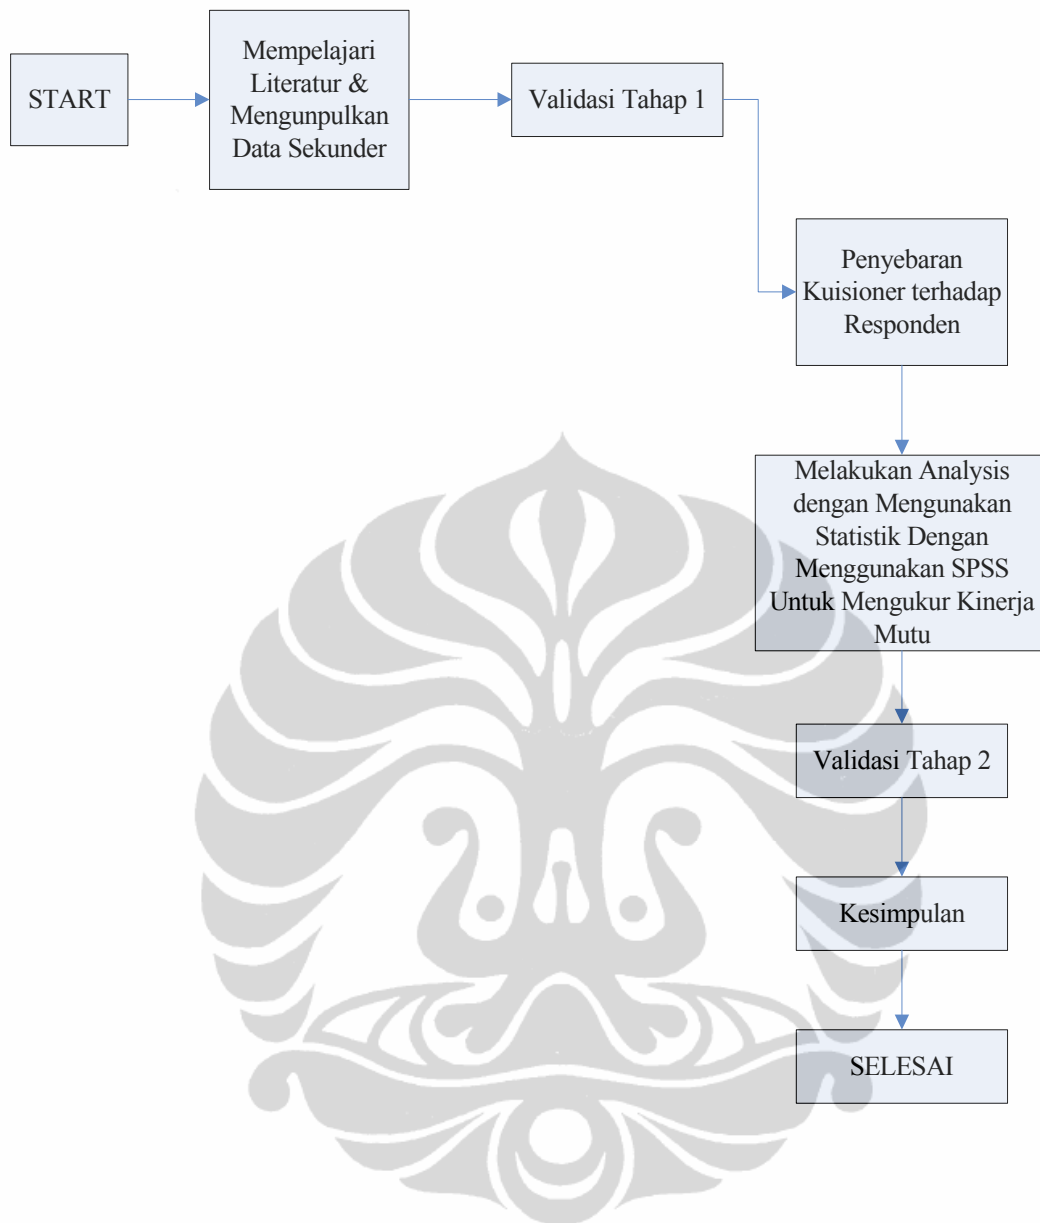 START
Mempelajari
Literatur &
Mengunpulkan
Data Sekunder
Validasi Tahap 1
Penyebaran
Kuisioner terhadap
Responden
Melakukan Analysis
dengan Mengunakan
Statistik Dengan
Menggunakan SPSS
Untuk Mengukur Kinerja
Mutu
Validasi Tahap 2
Kesimpulan
SELESAI